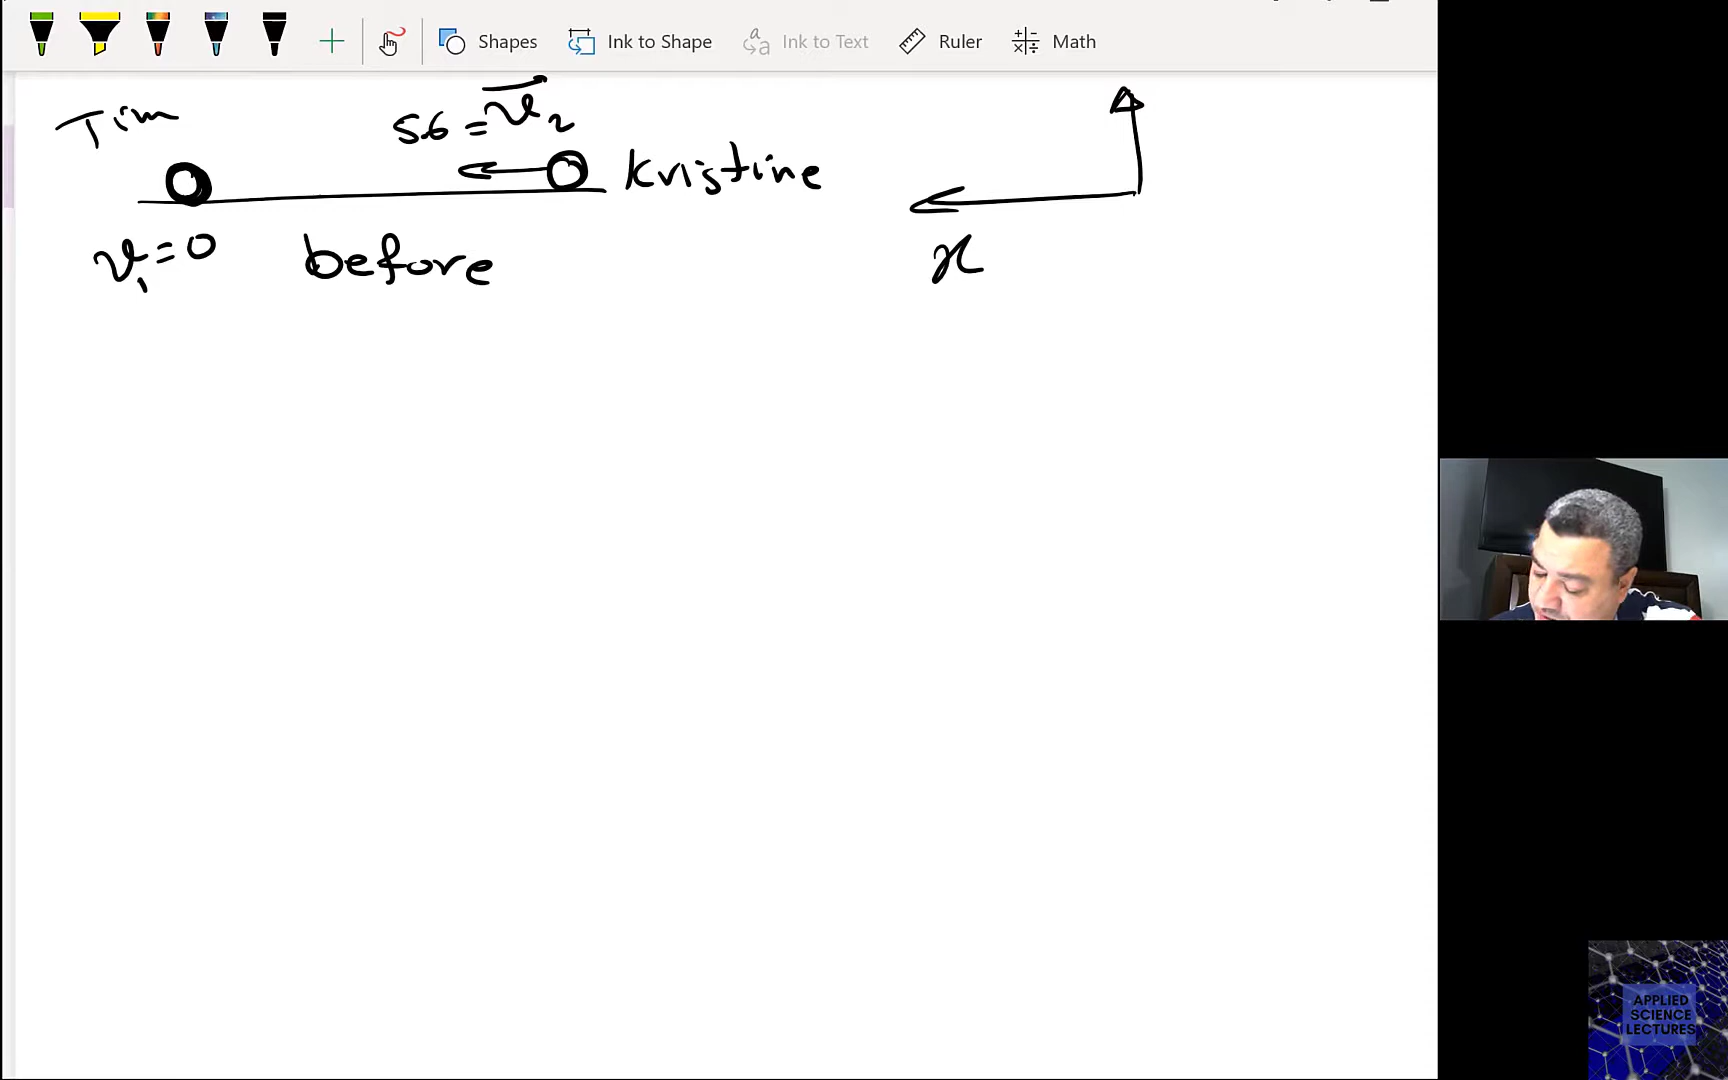 Shapes Ink to Shape Ink to Text Ruler Math
Tim
56 = v₂
Kristine
v₁ = 0
before
x
APPLIED
SCIENCE
LECTURES